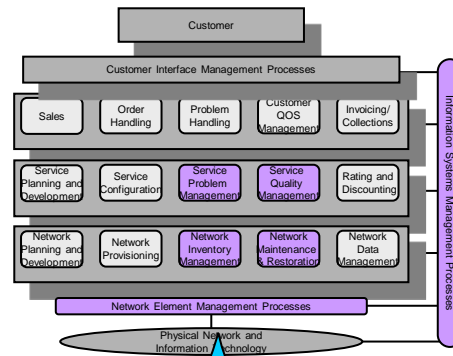 Customer
Customer Interface Management Processes
Sales
Order
Handling
Problem
Handling
Customer
QOS
Management
Invoicing/
Collections
Service
Planning and
Development
Service
Configuration
Service
Problem
Management
Service
Quality
Management
Rating and
Discounting
Network
Planning and
Development
Network
Provisioning
Network
Inventory
Management
Network
Maintenance
& Restoration
Network
Data
Management
Network Element Management Processes
Physical Network and
Information Technology
Information Systems Management Processes